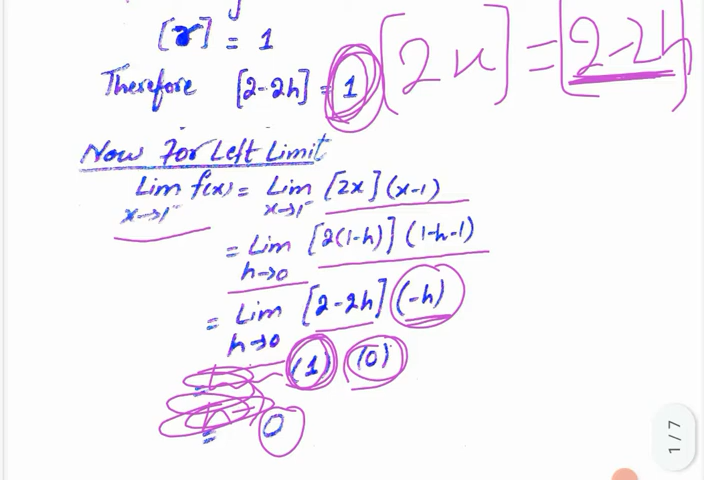 [r] = 1
Therefore [2-2h] = 1 [2x] = [2-2h]
Now For Left Limit
Lim f(x) = Lim [2x] (x-1)
x→1⁻ x→1⁻
= Lim [2(1-h)] (1-h-1)
h→0
= Lim [2-2h] (-h)
h→0
(1) (0)
= 0
1/7